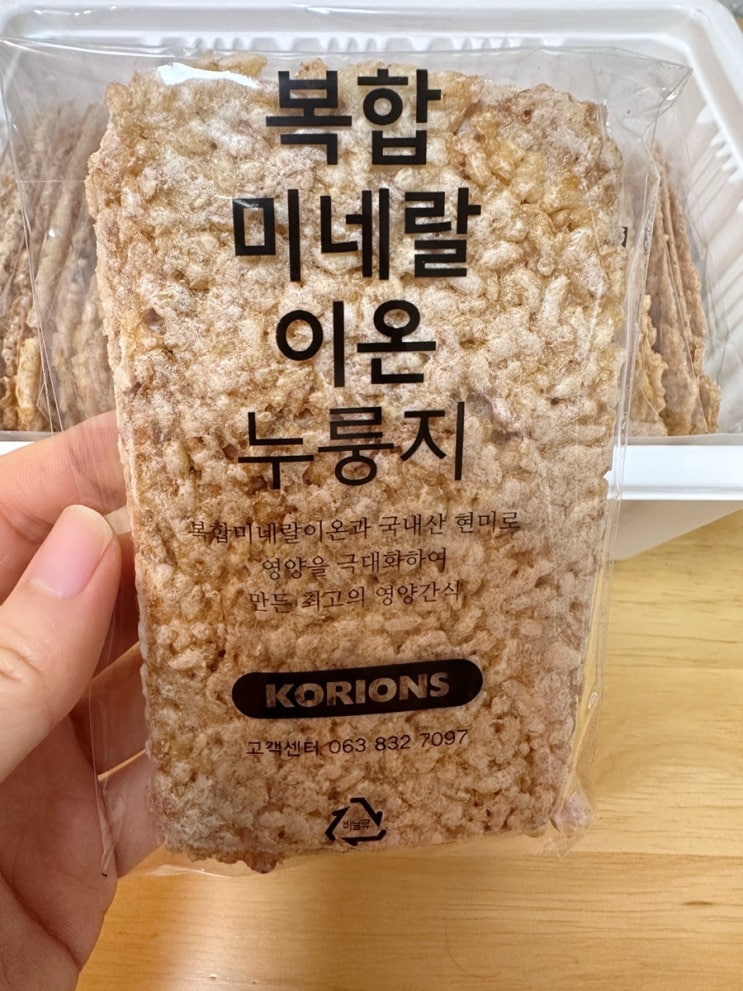 복합
미네랄
이온
누룽지
복합미네랄이온과 국내산 현미로
영양을 극대화하여
만든 최고의 영양간식
KORIONS
고객센터 063 832 7097
비닐류